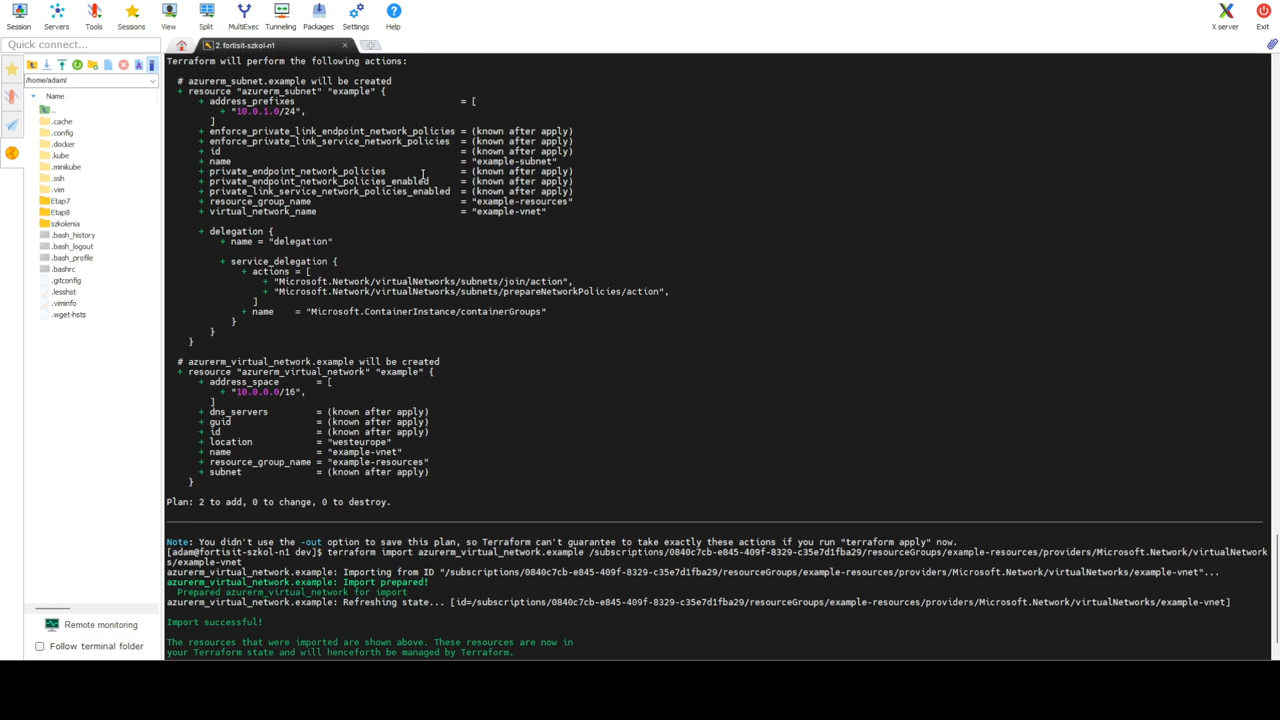 Session Servers Tools Sessions View Split MultiExec Tunneling Packages Settings Help X server Exit
Quick connect... 2. fortisit-szkol-n1
/home/adam/
Name
..
.cache
.config
.docker
.kube
.minikube
.ssh
.vim
Etap7
Etap8
szkolenia
.bash_history
.bash_logout
.bash_profile
.bashrc
.gitconfig
.lesshst
.viminfo
.wget-hsts
Remote monitoring
Follow terminal folder
Terraform will perform the following actions:
# azurerm_subnet.example will be created
+ resource "azurerm_subnet" "example" {
+ address_prefixes = [
+ "10.0.1.0/24",
]
+ enforce_private_link_endpoint_network_policies = (known after apply)
+ enforce_private_link_service_network_policies = (known after apply)
+ id = (known after apply)
+ name = "example-subnet"
+ private_endpoint_network_policies = (known after apply)
+ private_endpoint_network_policies_enabled = (known after apply)
+ private_link_service_network_policies_enabled = (known after apply)
+ resource_group_name = "example-resources"
+ virtual_network_name = "example-vnet"
+ delegation {
+ name = "delegation"
+ service_delegation {
+ actions = [
+ "Microsoft.Network/virtualNetworks/subnets/join/action",
+ "Microsoft.Network/virtualNetworks/subnets/prepareNetworkPolicies/action",
]
+ name = "Microsoft.ContainerInstance/containerGroups"
}
}
}
# azurerm_virtual_network.example will be created
+ resource "azurerm_virtual_network" "example" {
+ address_space = [
+ "10.0.0.0/16",
]
+ dns_servers = (known after apply)
+ guid = (known after apply)
+ id = (known after apply)
+ location = "westeurope"
+ name = "example-vnet"
+ resource_group_name = "example-resources"
+ subnet = (known after apply)
}
Plan: 2 to add, 0 to change, 0 to destroy.
Note: You didn't use the -out option to save this plan, so Terraform can't guarantee to take exactly these actions if you run "terraform apply" now.
[adam@fortisit-szkol-n1 dev]$ terraform import azurerm_virtual_network.example /subscriptions/0840c7cb-e845-409f-8329-c35e7d1fba29/resourceGroups/example-resources/providers/Microsoft.Network/virtualNetwork
s/example-vnet
azurerm_virtual_network.example: Importing from ID "/subscriptions/0840c7cb-e845-409f-8329-c35e7d1fba29/resourceGroups/example-resources/providers/Microsoft.Network/virtualNetworks/example-vnet"...
azurerm_virtual_network.example: Import prepared!
Prepared azurerm_virtual_network for import
azurerm_virtual_network.example: Refreshing state... [id=/subscriptions/0840c7cb-e845-409f-8329-c35e7d1fba29/resourceGroups/example-resources/providers/Microsoft.Network/virtualNetworks/example-vnet]
Import successful!
The resources that were imported are shown above. These resources are now in
your Terraform state and will henceforth be managed by Terraform.